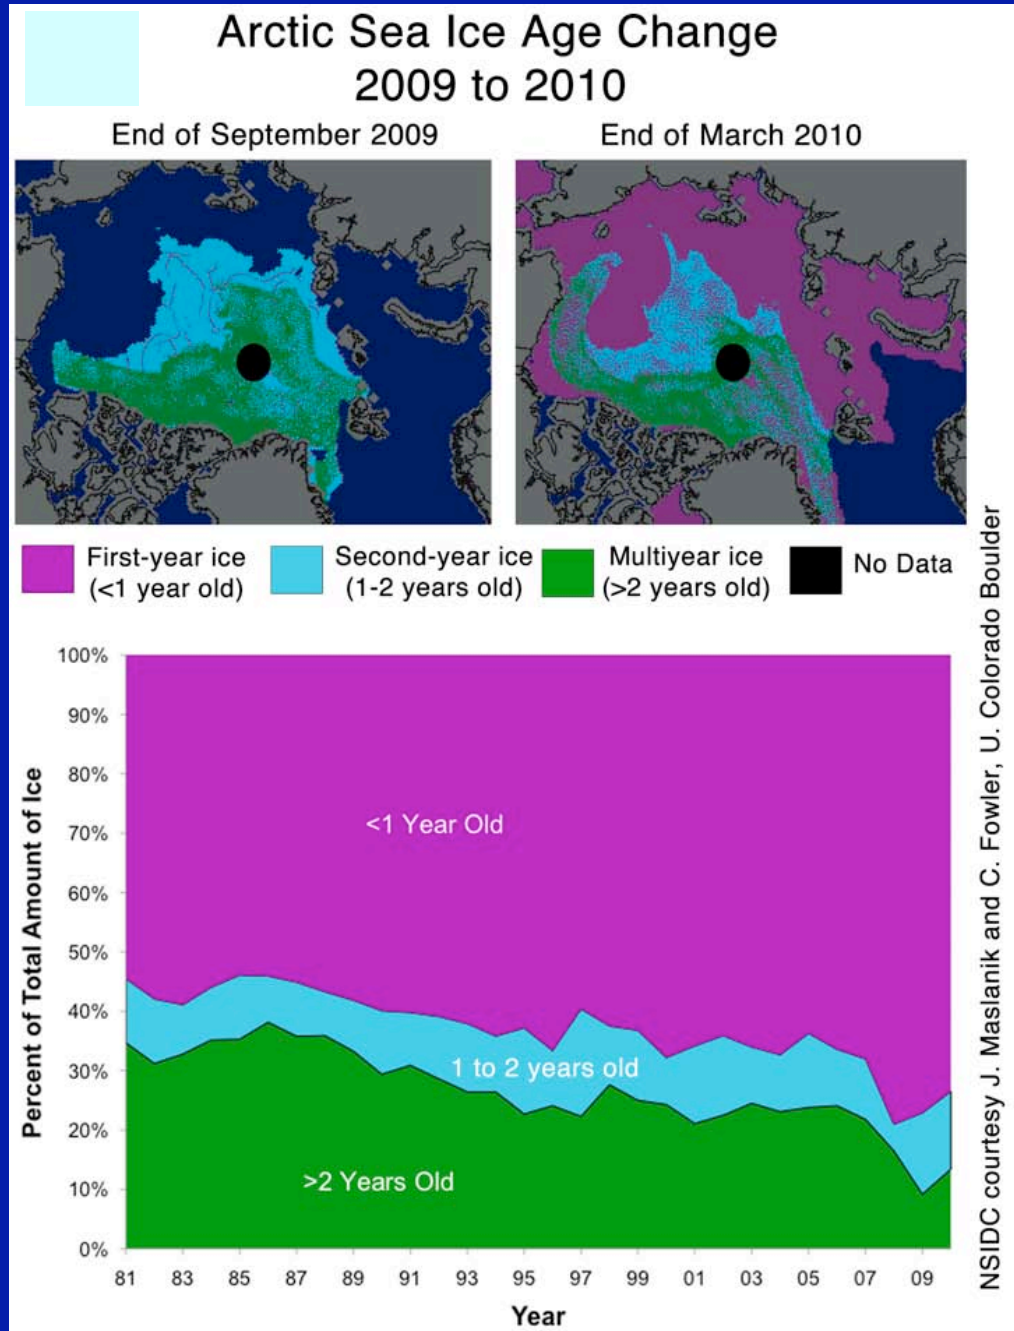 Arctic Sea Ice Age Change
2009 to 2010
End of September 2009
End of March 2010
First-year ice
(<1 year old)
Second-year ice
(1-2 years old)
Multiyear ice
(>2 years old)
No Data
NSIDC courtesy J. Maslanik and C. Fowler, U. Colorado Boulder
Percent of Total Amount of Ice
100%
90%
80%
70%
60%
50%
40%
30%
20%
10%
0%
<1 Year Old
1 to 2 years old
>2 Years Old
81 83 85 87 89 91 93 95 97 99 01 03 05 07 09
Year